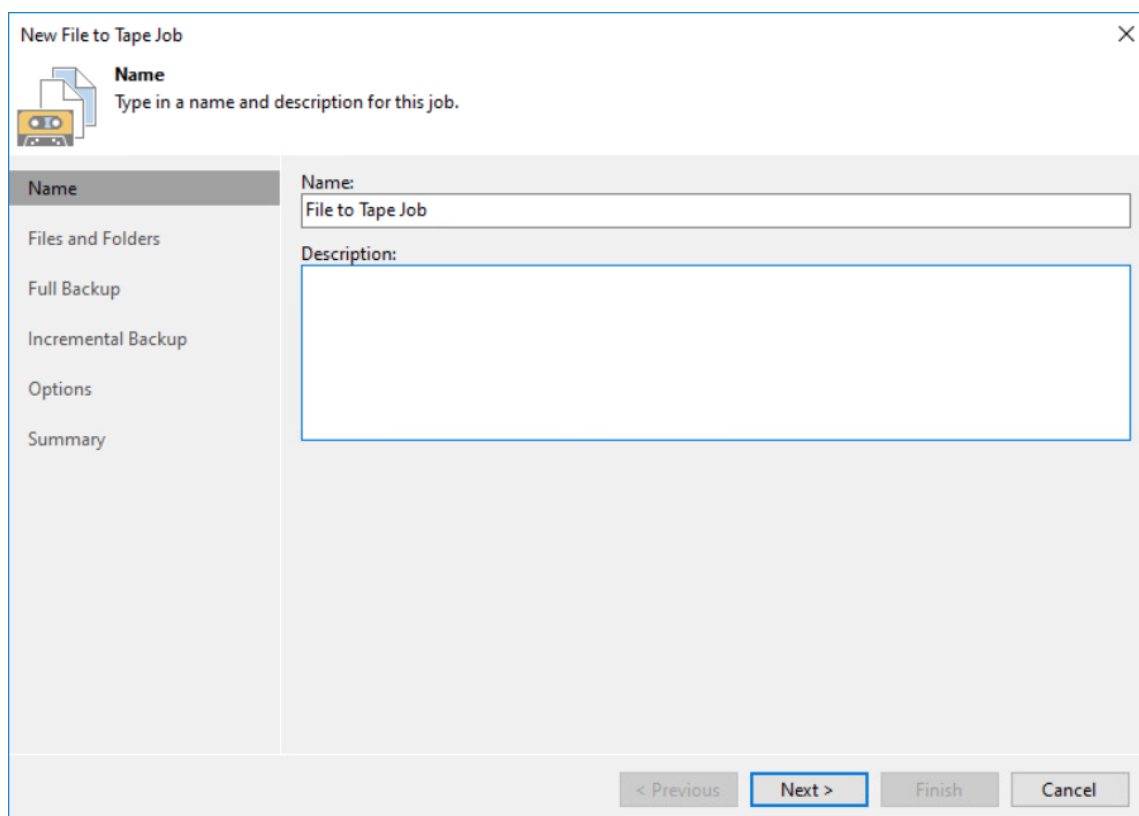 New File to Tape Job
Name
Type in a name and description for this job.
Name
Files and Folders
Full Backup
Incremental Backup
Options
Summary
Name:
File to Tape Job
Description:
< Previous
Next >
Finish
Cancel